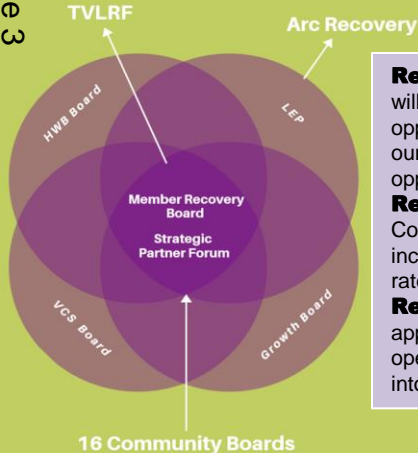 e 3
TVLRF
Arc Recovery
HWB Board
LEP
Member Recovery
Board
Strategic
Partner Forum
VCS Board
Growth Board
16 Community Boards
Re
will
opp
our
opp
Re
Co
inc
rate
Re
app
ope
into